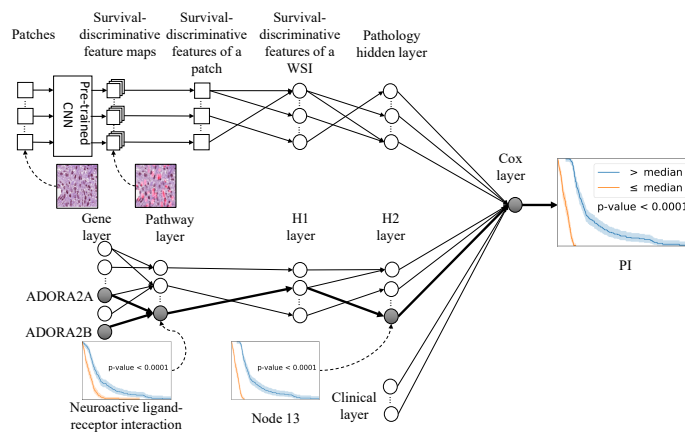 Patches
Survival-
discriminative
feature maps
Survival-
discriminative
features of a
patch
Survival-
discriminative
features of a
WSI
Pathology
hidden layer
Pre-trained
CNN
Cox
layer
> median
≤ median
p-value < 0.0001
PI
Gene
layer
Pathway
layer
H1
layer
H2
layer
ADORA2A
ADORA2B
p-value < 0.0001
Neuroactive ligand-
receptor interaction
p-value < 0.0001
Node 13
Clinical
layer